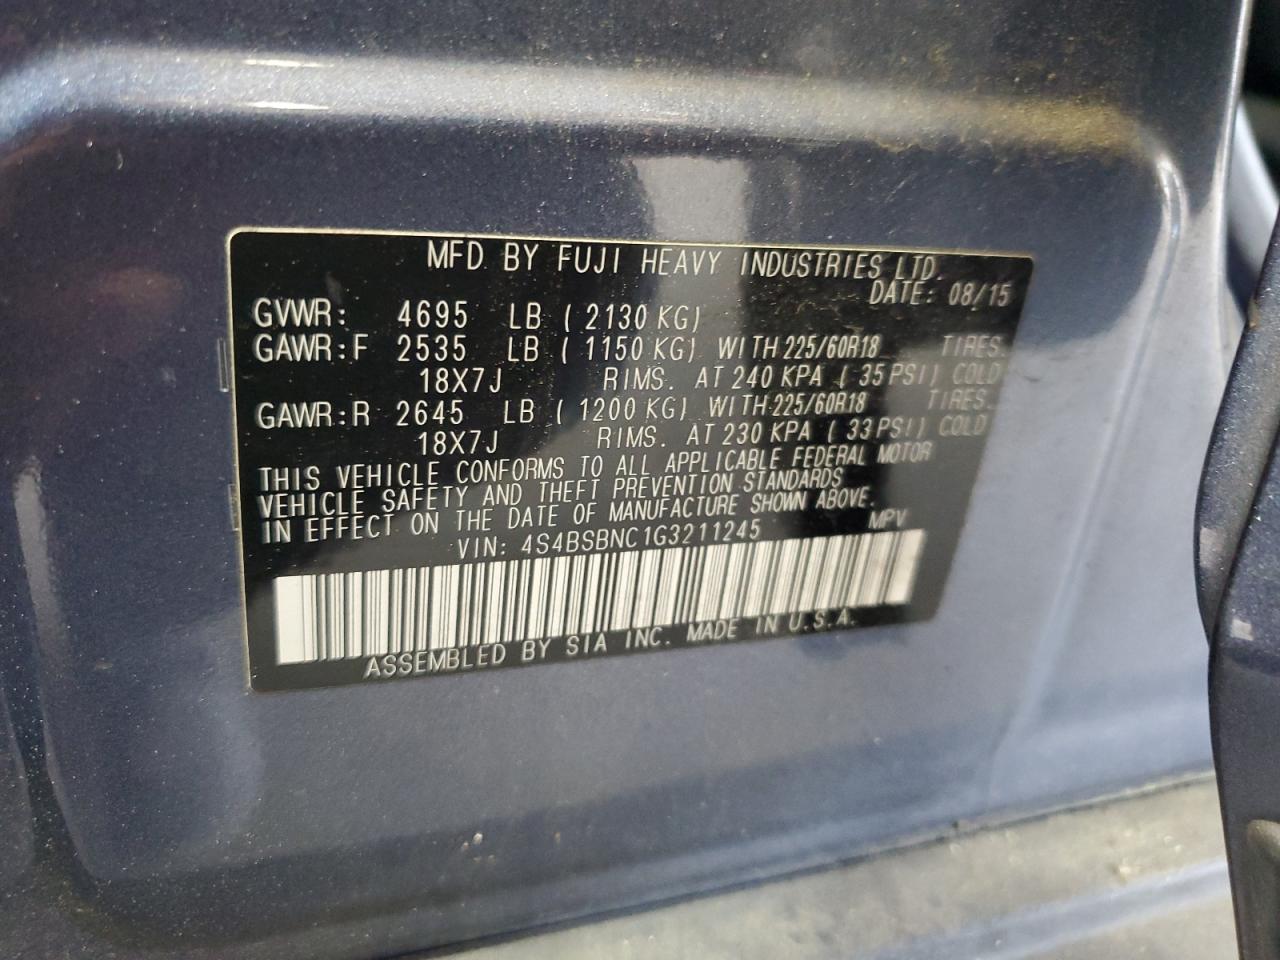 MFD. BY FUJI HEAVY INDUSTRIES LTD.
DATE: 08/15
GVWR: 4695 LB ( 2130 KG)
GAWR:F 2535 LB ( 1150 KG) WITH 225/60R18 TIRES.
18X7J RIMS. AT 240 KPA ( 35 PSI) COLD
GAWR:R 2645 LB ( 1200 KG) WITH 225/60R18 TIRES.
18X7J RIMS. AT 230 KPA ( 33 PSI) COLD
THIS VEHICLE CONFORMS TO ALL APPLICABLE FEDERAL MOTOR
VEHICLE SAFETY AND THEFT PREVENTION STANDARDS
IN EFFECT ON THE DATE OF MANUFACTURE SHOWN ABOVE.
VIN: 4S4BSBNC1G3211245 MPV
ASSEMBLED BY SIA INC. MADE IN U.S.A.